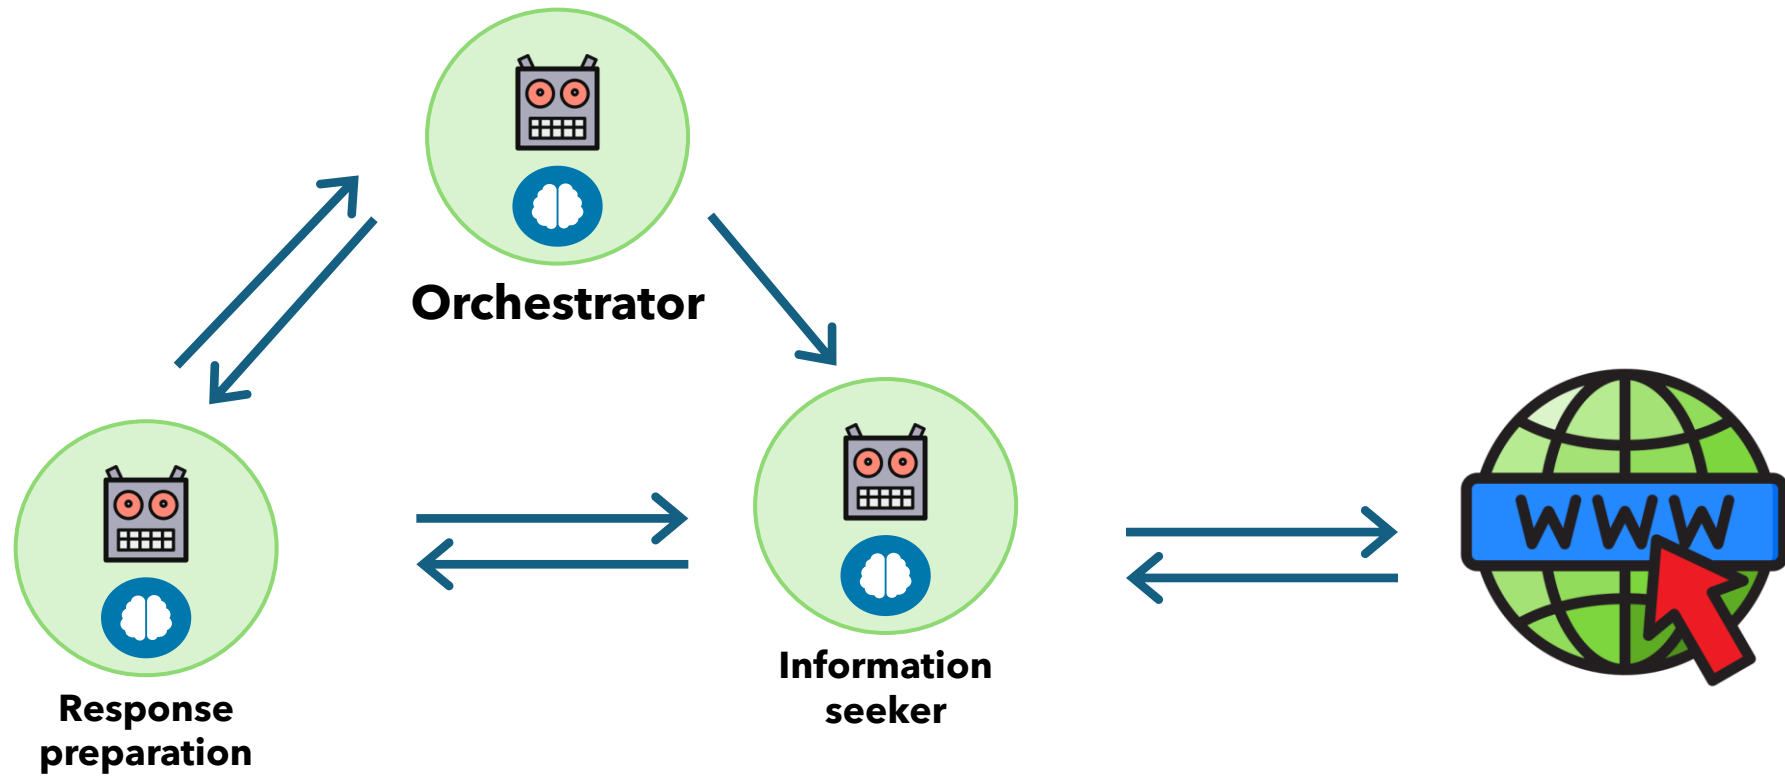 Orchestrator
WWW
Information
seeker
Response
preparation